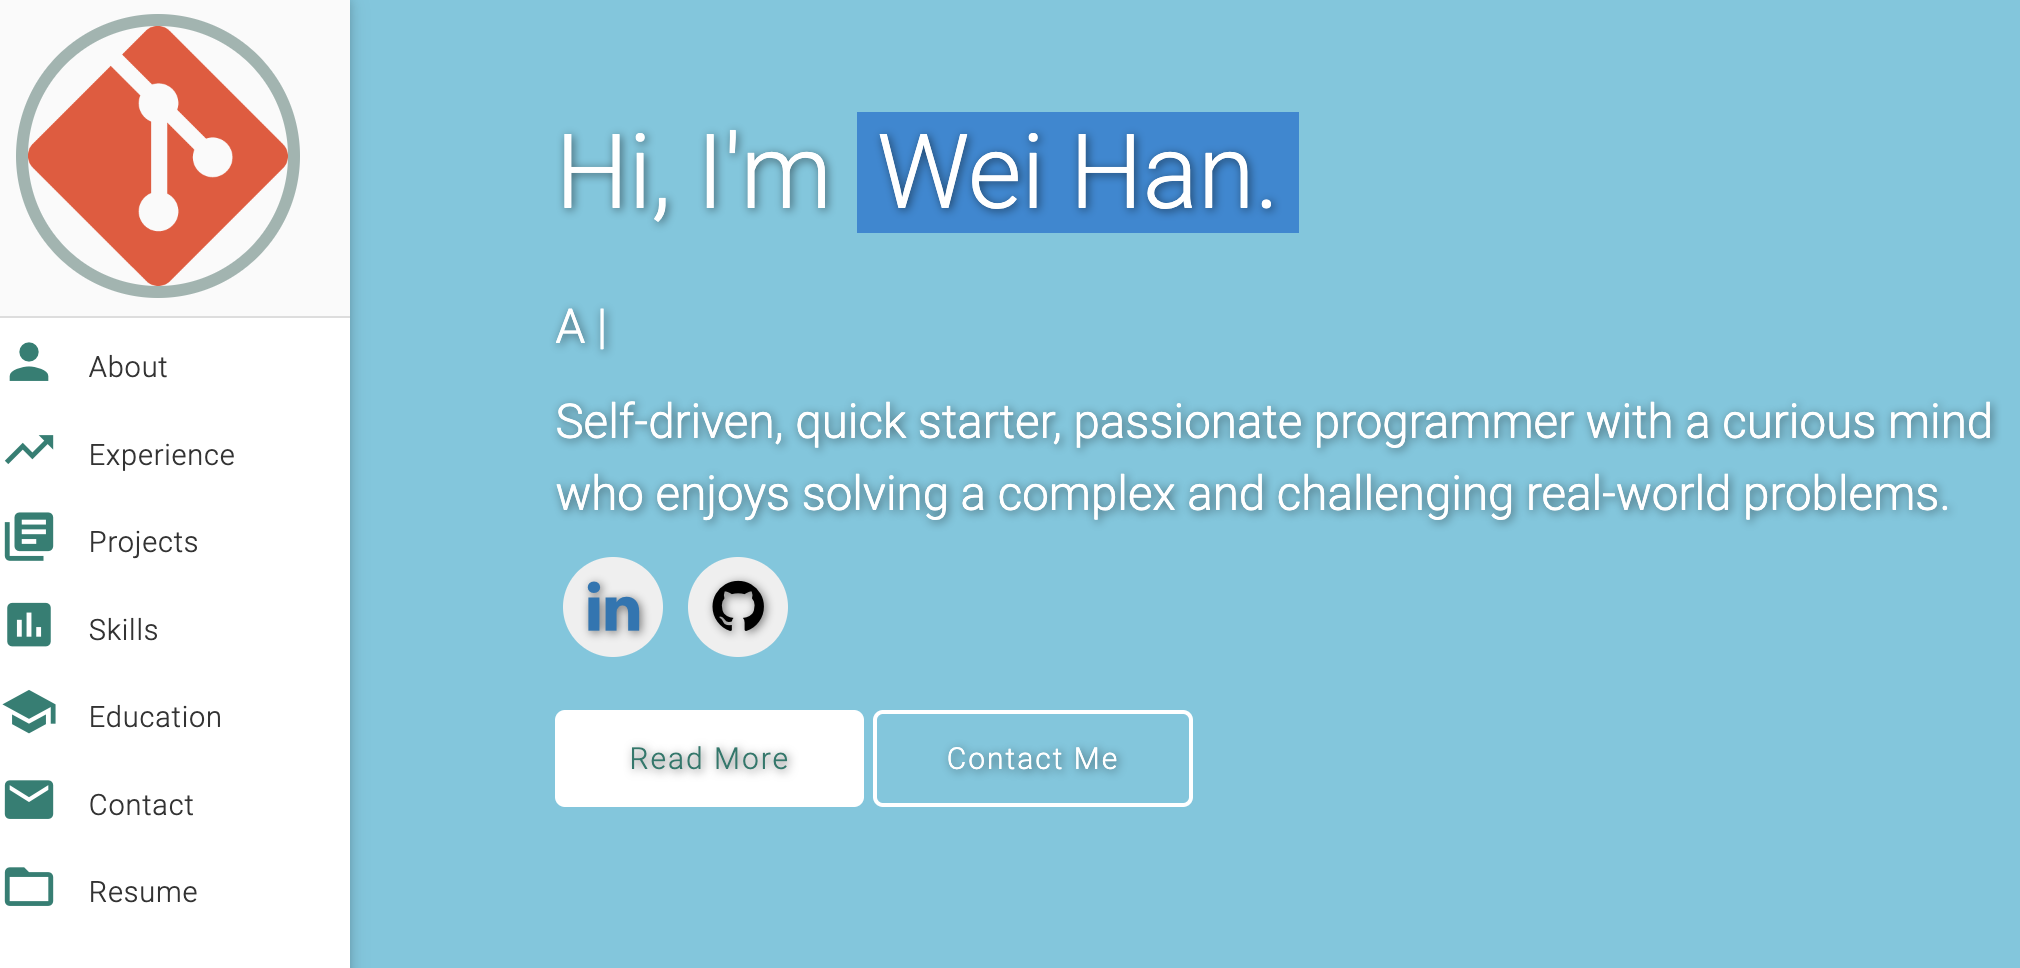 About
Experience
Projects
Skills
Education
Contact
Resume
Hi, I'm Wei Han.
A |
Self-driven, quick starter, passionate programmer with a curious mind
who enjoys solving a complex and challenging real-world problems.
in
Read More
Contact Me